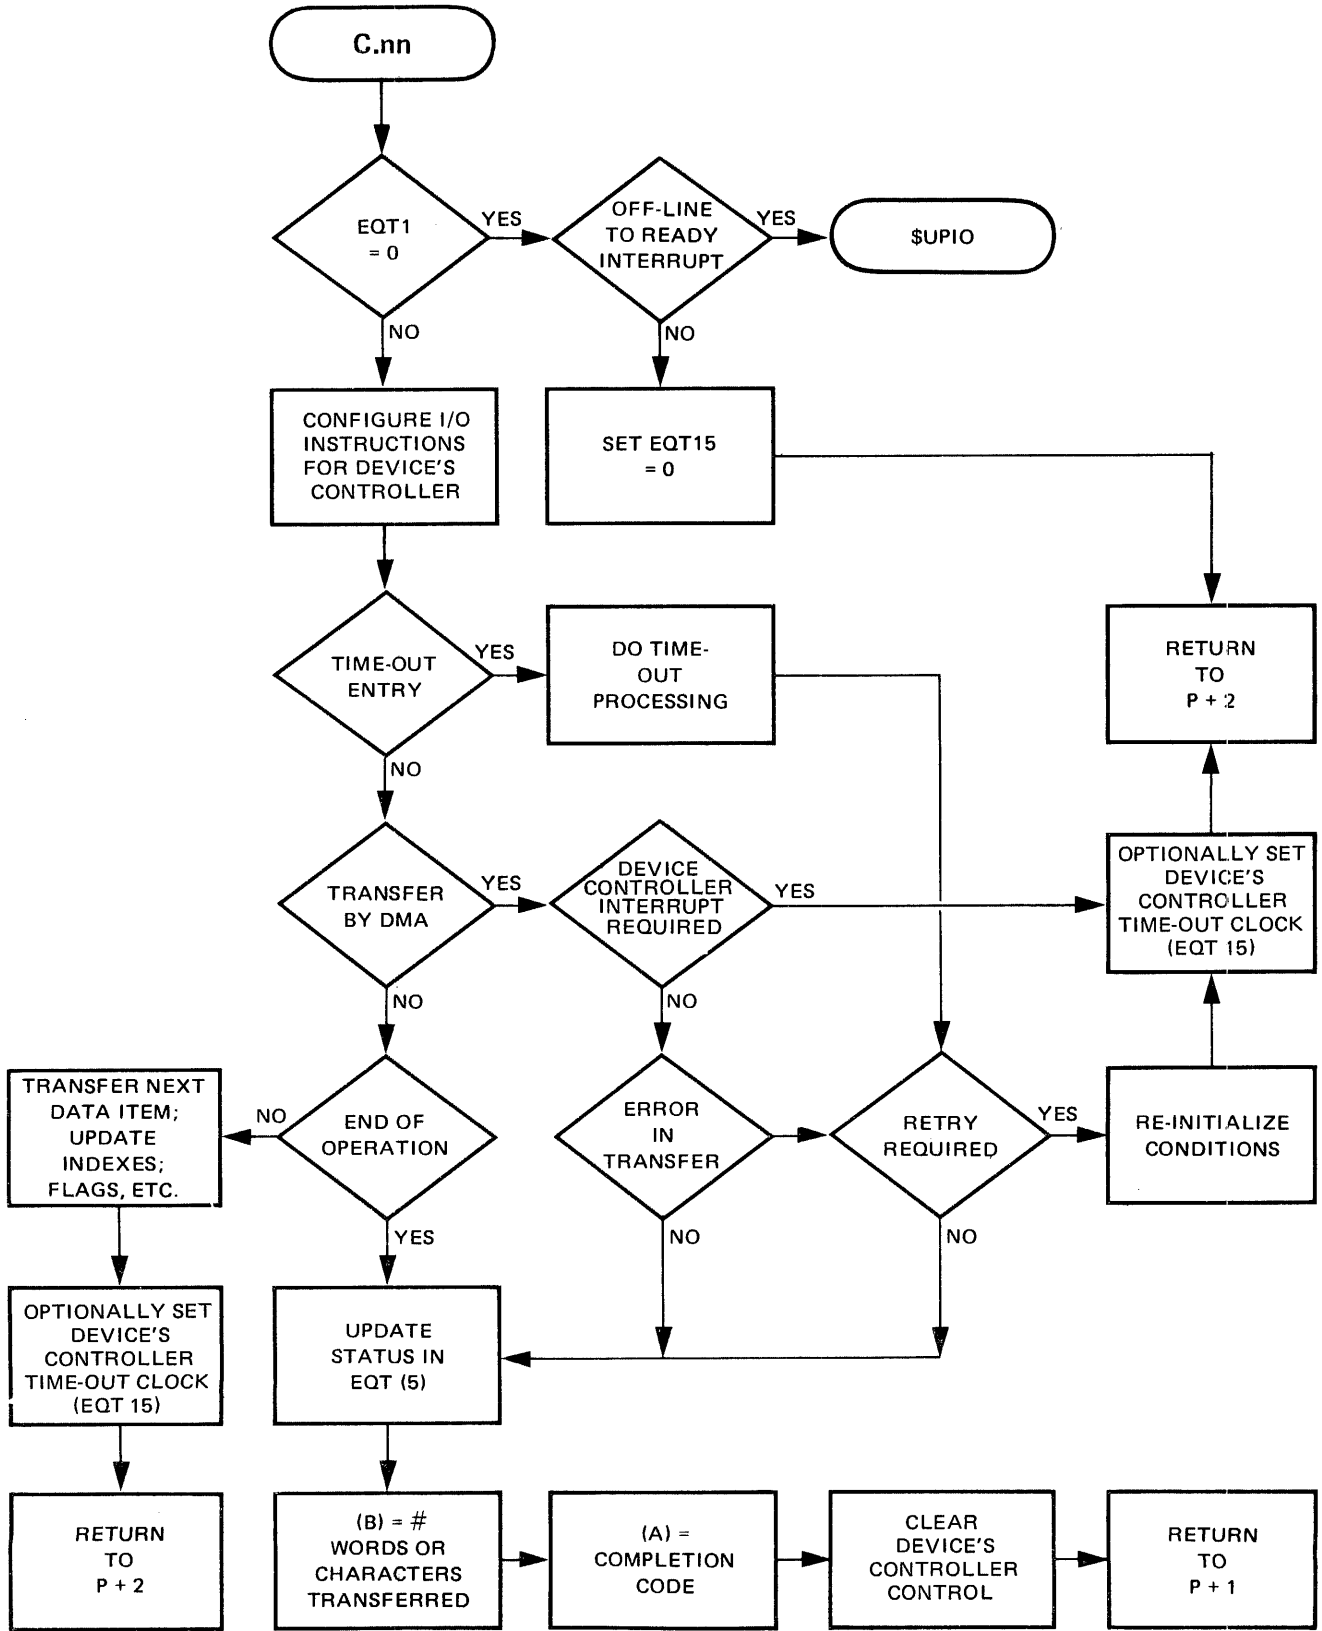 C.nn
EQT1
= 0
YES
OFF-LINE
TO READY
INTERRUPT
YES
$UPIO
NO
NO
CONFIGURE I/O
INSTRUCTIONS
FOR DEVICE'S
CONTROLLER
SET EQT15
= 0
TIME-OUT
ENTRY
YES
DO TIME-
OUT
PROCESSING
RETURN
TO
P + 2
NO
TRANSFER
BY DMA
YES
DEVICE
CONTROLLER
INTERRUPT
REQUIRED
YES
OPTIONALLY SET
DEVICE'S
CONTROLLER
TIME-OUT CLOCK
(EQT 15)
NO
NO
TRANSFER NEXT
DATA ITEM;
UPDATE
INDEXES;
FLAGS, ETC.
NO
END OF
OPERATION
ERROR
IN
TRANSFER
RETRY
REQUIRED
YES
RE-INITIALIZE
CONDITIONS
YES
NO
NO
OPTIONALLY SET
DEVICE'S
CONTROLLER
TIME-OUT CLOCK
(EQT 15)
UPDATE
STATUS IN
EQT (5)
RETURN
TO
P + 2
(B) = #
WORDS OR
CHARACTERS
TRANSFERRED
(A) =
COMPLETION
CODE
CLEAR
DEVICE'S
CONTROLLER
CONTROL
RETURN
TO
P + 1